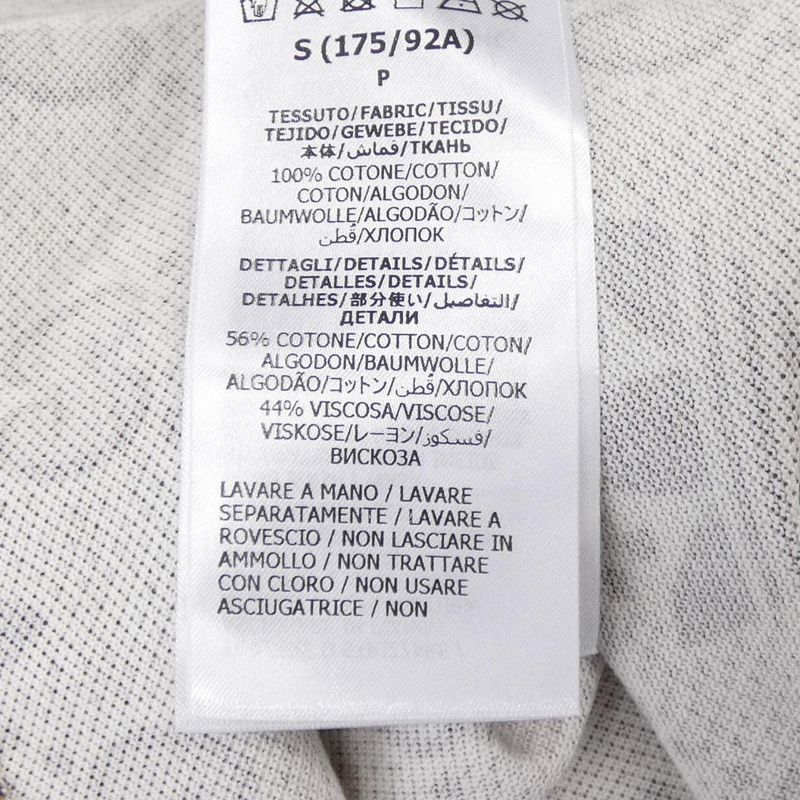 S (175/92A)
P
TESSUTO/FABRIC/TISSU/
TEJIDO/GEWEBE/TECIDO/
本体/قماش/ТКАНЬ
100% COTONE/COTTON/
COTON/ALGODON/
BAUMWOLLE/ALGODÃO/コットン/
قُطن/ХЛОПОК
DETTAGLI/DETAILS/DÉTAILS/
DETALLES/DETAILS/
DETALHES/部分使い/التفاصيل/
ДЕТАЛИ
56% COTONE/COTTON/COTON/
ALGODON/BAUMWOLLE/
ALGODÃO/コットン/قُطن/ХЛОПОК
44% VISCOSA/VISCOSE/
VISKOSE/レーヨン/فسكوز/
ВИСКОЗА
LAVARE A MANO / LAVARE
SEPARATAMENTE / LAVARE A
ROVESCIO / NON LASCIARE IN
AMMOLLO / NON TRATTARE
CON CLORO / NON USARE
ASCIUGATRICE / NON